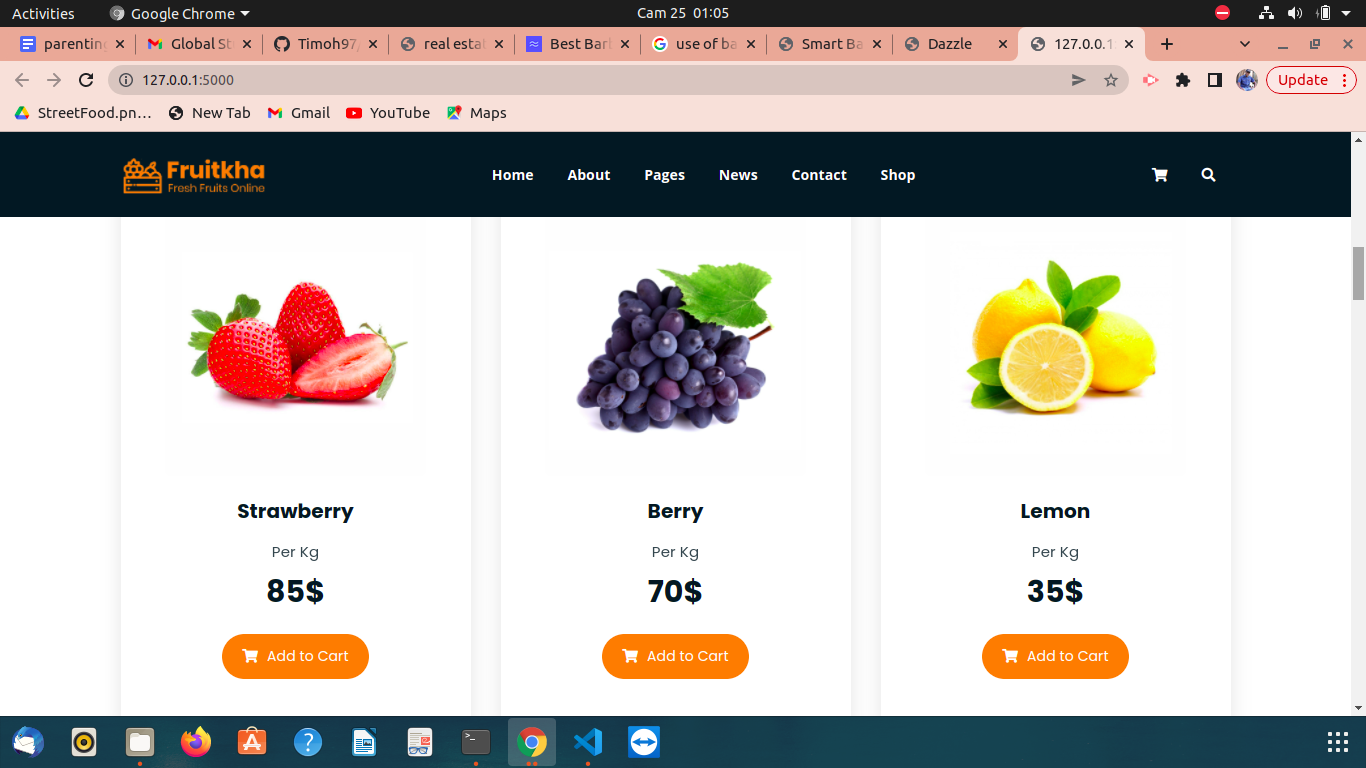 Activities Google Chrome Cam 25 01:05
parenting Global St Timoh97/ real esta Best Barl use of ba Smart Ba Dazzle 127.0.0.1:
127.0.0.1:5000 Update
StreetFood.pn… New Tab Gmail YouTube Maps
Fruitkha
Fresh Fruits Online
Home About Pages News Contact Shop
Strawberry Berry Lemon
Per Kg Per Kg Per Kg
85$ 70$ 35$
Add to Cart Add to Cart Add to Cart